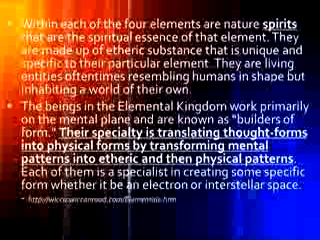 Within each of the four elements are nature spirits
that are the spiritual essence of that element. They
are made up of etheric substance that is unique and
specific to their particular element. They are living
entities oftentimes resembling humans in shape but
inhabiting a world of their own.
The beings in the Elemental Kingdom work primarily
on the mental plane and are known as "builders of
form." Their specialty is translating thought-forms
into physical forms by transforming mental
patterns into etheric and then physical patterns.
Each of them is a specialist in creating some specific
form whether it be an electron or interstellar space.